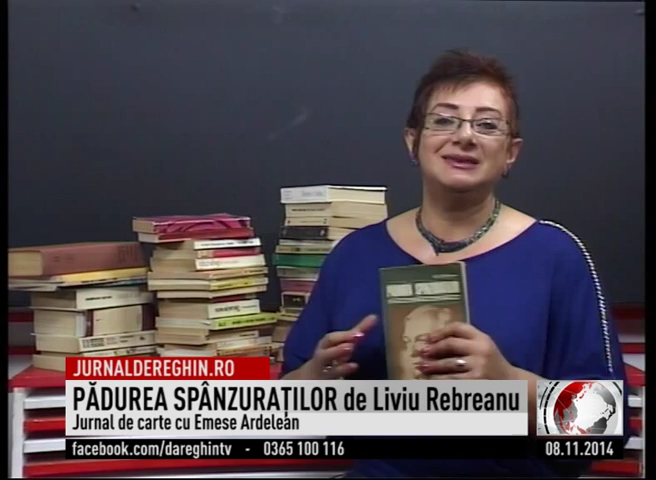 JURNALDEREGHIN.RO
PĂDUREA SPÂNZURAȚILOR de Liviu Rebreanu
Jurnal de carte cu Emese Ardeleàn
facebook.com/dareghintv - 0365 100 116
08.11.2014